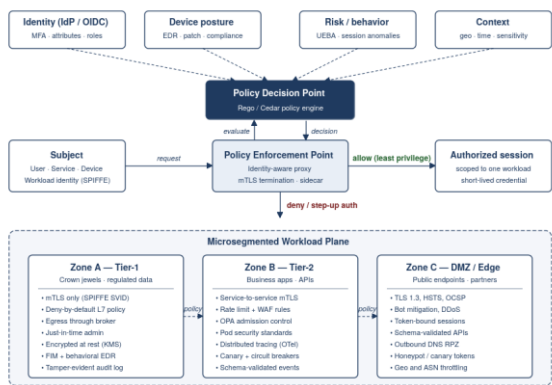 Identity (IdP / OIDC)
MFA · attributes · roles
Device posture
EDR · patch · compliance
Risk / behavior
UEBA · session anomalies
Context
geo · time · sensitivity
Policy Decision Point
Rego / Cedar policy engine
evaluate
decision
Subject
User · Service · Device
Workload identity (SPIFFE)
request
Policy Enforcement Point
Identity-aware proxy
mTLS termination · sidecar
allow (least privilege)
Authorized session
scoped to one workload
short-lived credential
deny / step-up auth
Microsegmented Workload Plane
Zone A — Tier-1
Crown jewels · regulated data
• mTLS only (SPIFFE SVID)
• Deny-by-default L7 policy
• Egress through broker
• Just-in-time admin
• Encrypted at rest (KMS)
• FIM + behavioral EDR
• Tamper-evident audit log
policy
Zone B — Tier-2
Business apps · APIs
• Service-to-service mTLS
• Rate limit + WAF rules
• OPA admission control
• Pod security standards
• Distributed tracing (OTel)
• Canary + circuit breakers
• Schema-validated events
policy
Zone C — DMZ / Edge
Public endpoints · partners
• TLS 1.3, HSTS, OCSP
• Bot mitigation, DDoS
• Token-bound sessions
• Schema-validated APIs
• Outbound DNS RPZ
• Honeypot / canary tokens
• Geo and ASN throttling